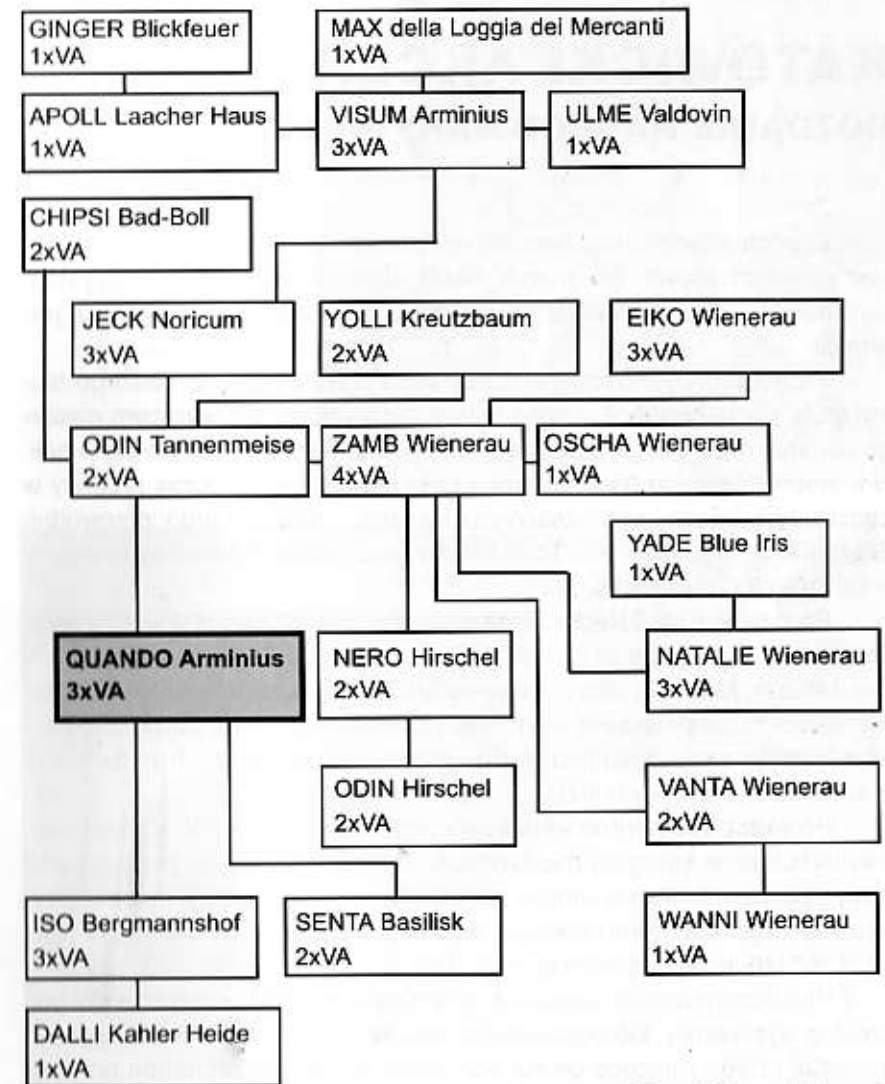 GINGER Blickfeuer
1xVA
MAX della Loggia dei Mercanti
1xVA
APOLL Laacher Haus
1xVA
VISUM Arminius
3xVA
ULME Valdovin
1xVA
CHIPSI Bad-Boll
2xVA
JECK Noricum
3xVA
YOLLI Kreutzbaum
2xVA
EIKO Wienerau
3xVA
ODIN Tannenmeise
2xVA
ZAMB Wienerau
4xVA
OSCHA Wienerau
1xVA
YADE Blue Iris
1xVA
QUANDO Arminius
3xVA
NERO Hirschel
2xVA
NATALIE Wienerau
3xVA
ODIN Hirschel
2xVA
VANTA Wienerau
2xVA
ISO Bergmannshof
3xVA
SENTA Basilisk
2xVA
WANNI Wienerau
1xVA
DALLI Kahler Heide
1xVA